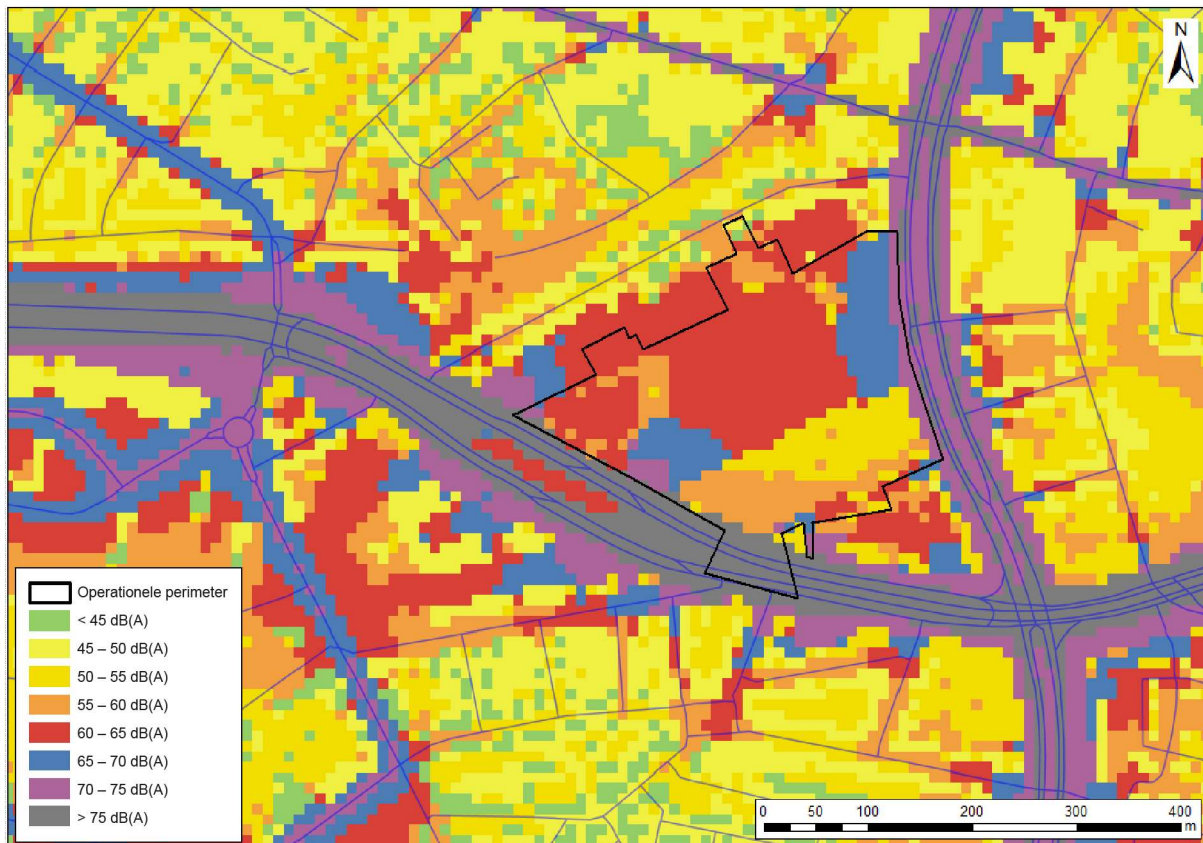 N
Operationele perimeter
< 45 dB(A)
45 – 50 dB(A)
50 – 55 dB(A)
55 – 60 dB(A)
60 – 65 dB(A)
65 – 70 dB(A)
70 – 75 dB(A)
> 75 dB(A)
0 50 100 200 300 400
m